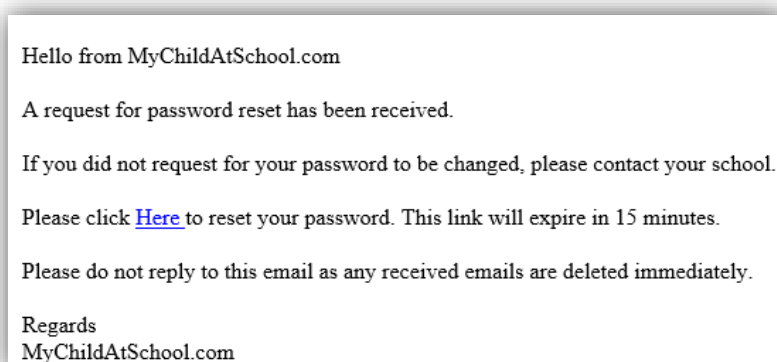 Hello from MyChildAtSchool.com
A request for password reset has been received.
If you did not request for your password to be changed, please contact your school.
Please click Here to reset your password. This link will expire in 15 minutes.
Please do not reply to this email as any received emails are deleted immediately.
Regards
MyChildAtSchool.com